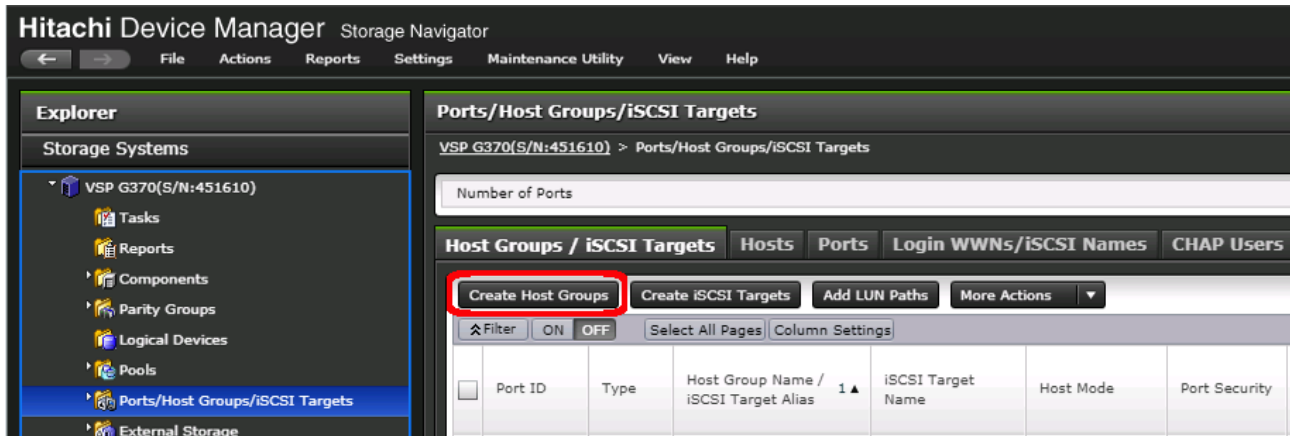 Hitachi Device Manager Storage Navigator
File Actions Reports Settings Maintenance Utility View Help
Explorer
Storage Systems
VSP G370(S/N:451610)
Tasks
Reports
Components
Parity Groups
Logical Devices
Pools
Ports/Host Groups/iSCSI Targets
External Storage
Ports/Host Groups/iSCSI Targets
VSP G370(S/N:451610) > Ports/Host Groups/iSCSI Targets
Number of Ports
Host Groups / iSCSI Targets Hosts Ports Login WWNs/iSCSI Names CHAP Users
Create Host Groups Create iSCSI Targets Add LUN Paths More Actions
Filter ON OFF Select All Pages Column Settings
Port ID Type Host Group Name / iSCSI Target Alias 1 iSCSI Target Name Host Mode Port Security